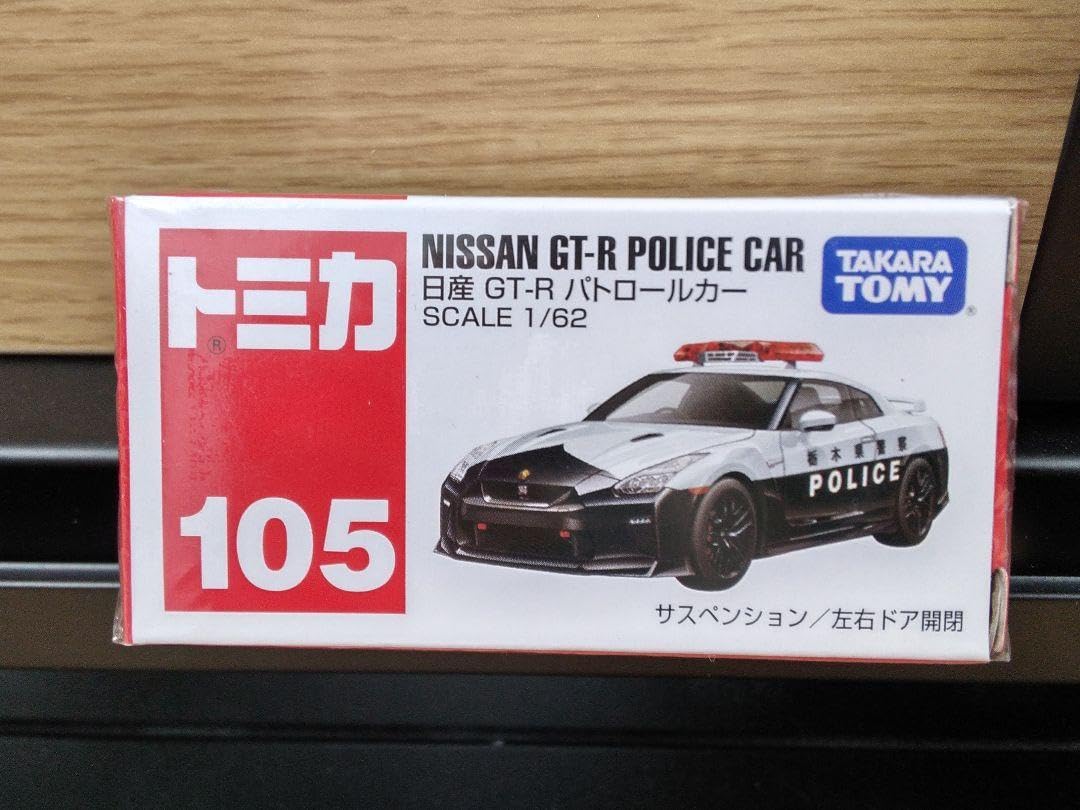 トミカ
®
105
NISSAN GT-R POLICE CAR
日産 GT-R パトロールカー
SCALE 1/62
TAKARA
TOMY
®
栃木県警察
POLICE
サスペンション／左右ドア開閉